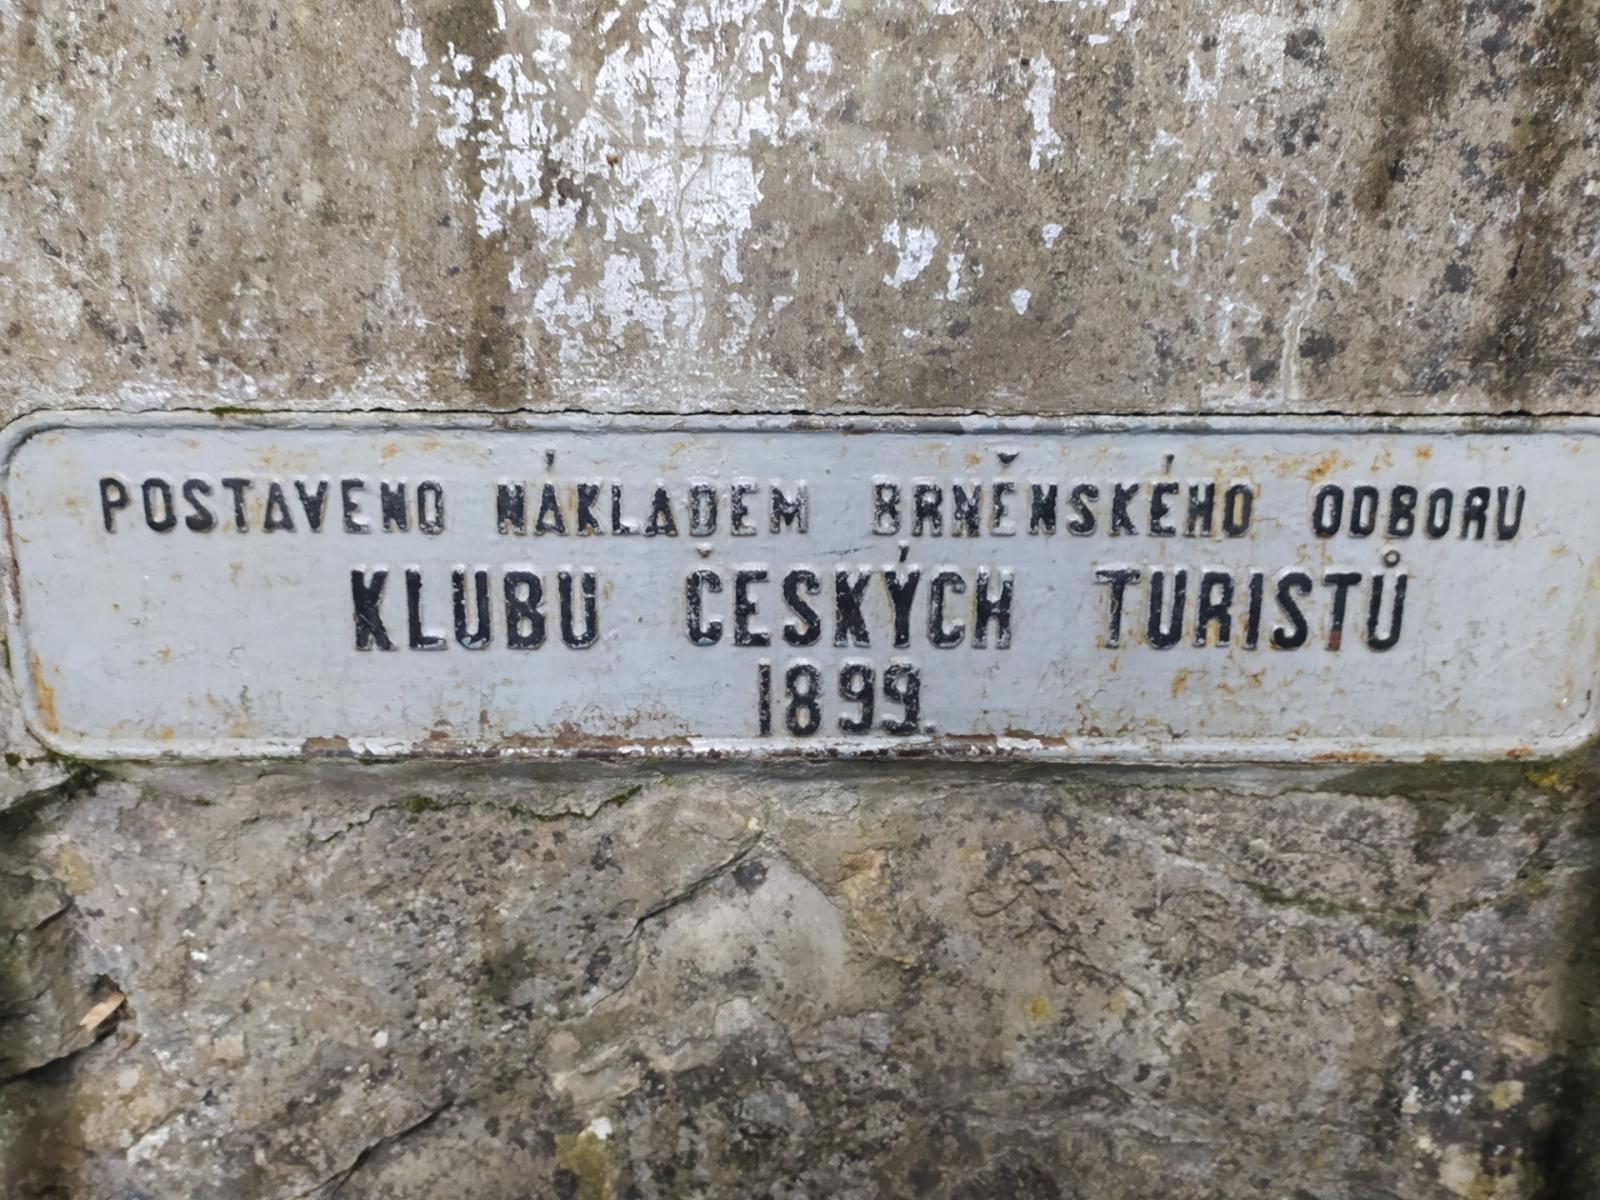 POSTAVENO NÁKLADEM BRNĚNSKÉHO ODBORU
KLUBU ČESKÝCH TURISTŮ
1899.